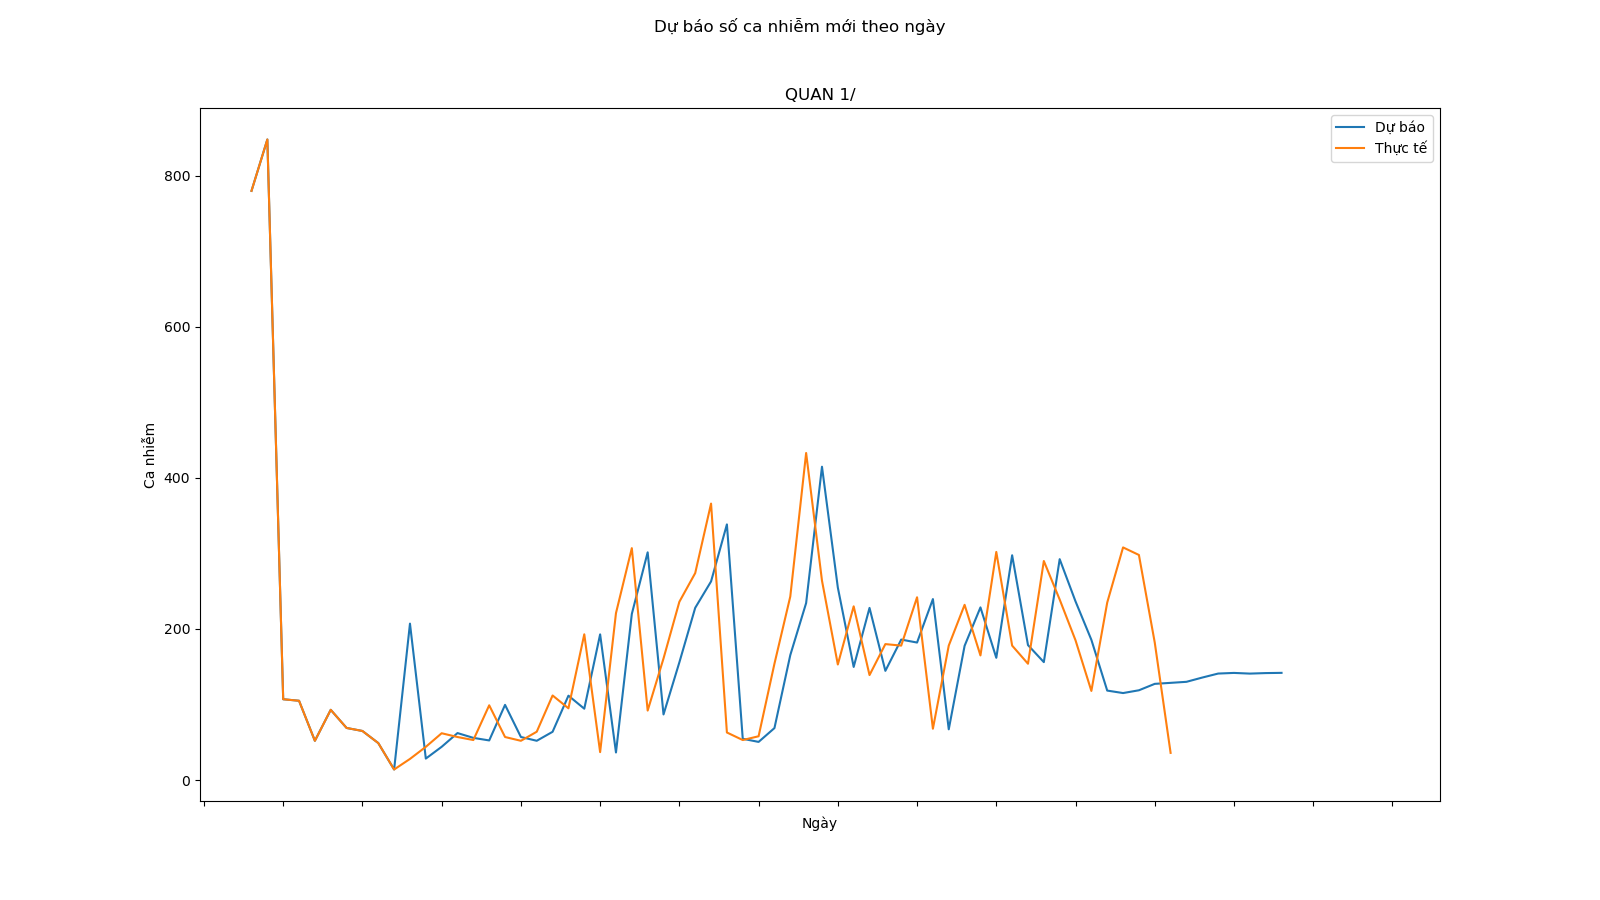 Dự báo số ca nhiễm mới theo ngày
QUAN 1/
Dự báo
Thực tế
800
600
400
200
0
Ca nhiễm
Ngày